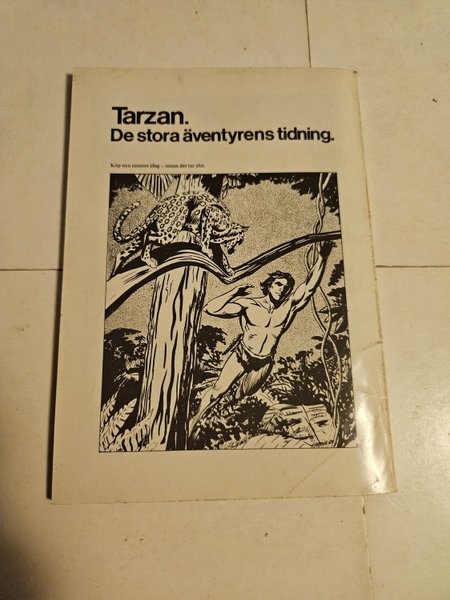 Tarzan.
De stora äventyrens tidning.
Köp nya numret idag – innan det tar slut.